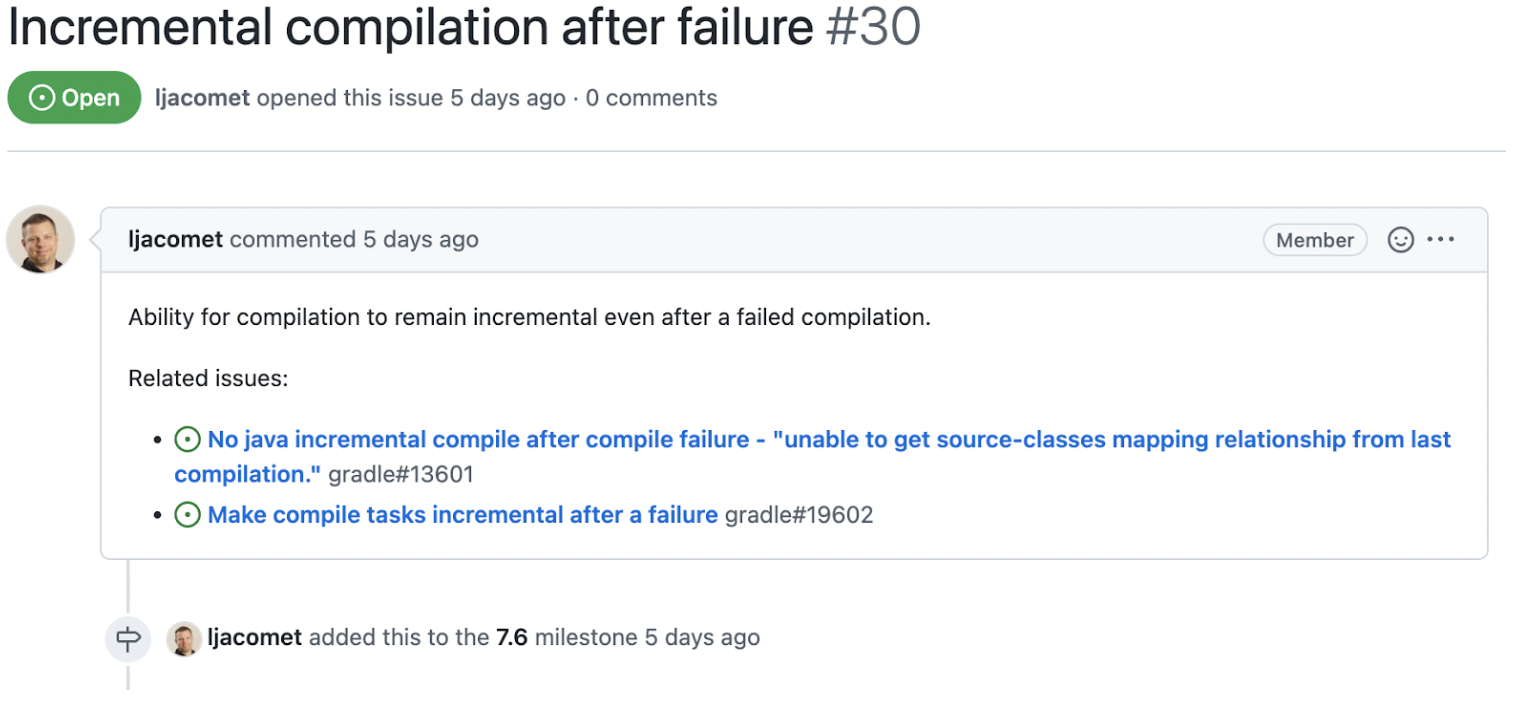 Incremental compilation after failure #30
Open ljacomet opened this issue 5 days ago · 0 comments
ljacomet commented 5 days ago Member
Ability for compilation to remain incremental even after a failed compilation.
Related issues:
• No java incremental compile after compile failure - "unable to get source-classes mapping relationship from last
compilation." gradle#13601
• Make compile tasks incremental after a failure gradle#19602
ljacomet added this to the 7.6 milestone 5 days ago